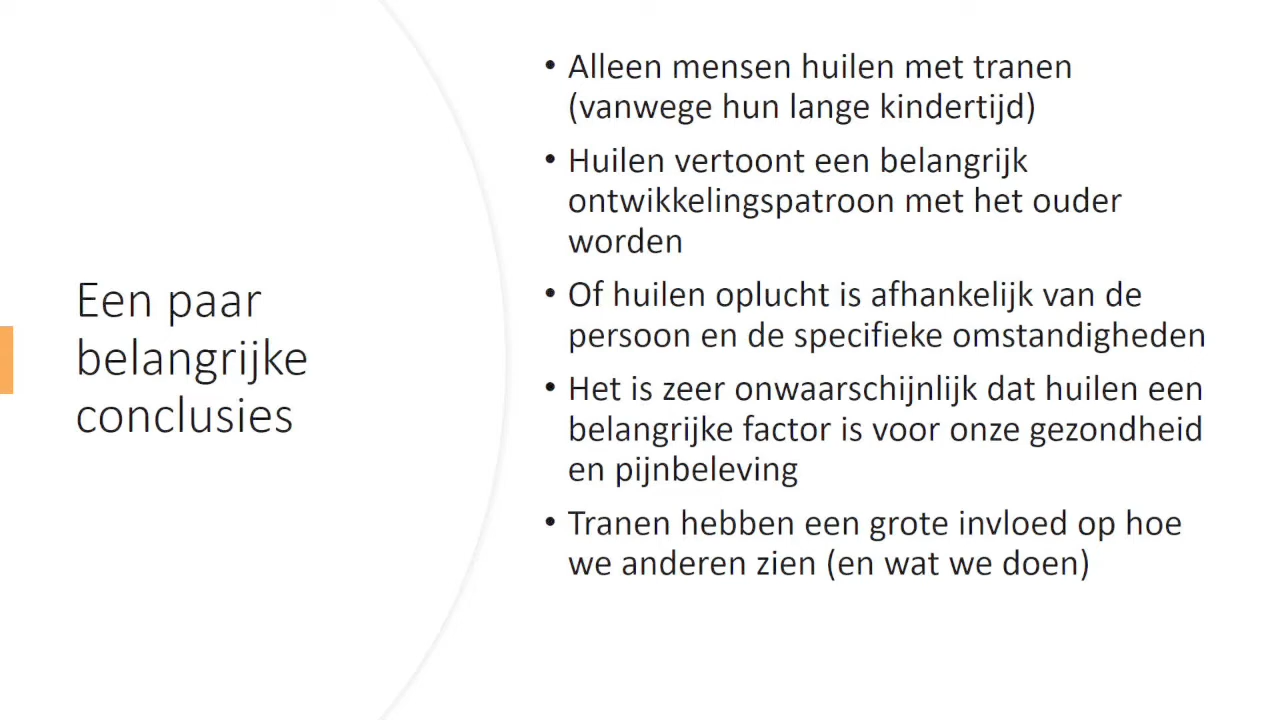 Een paar
belangrijke
conclusies
• Alleen mensen huilen met tranen
(vanwege hun lange kindertijd)
• Huilen vertoont een belangrijk
ontwikkelingspatroon met het ouder
worden
• Of huilen oplucht is afhankelijk van de
persoon en de specifieke omstandigheden
• Het is zeer onwaarschijnlijk dat huilen een
belangrijke factor is voor onze gezondheid
en pijnbeleving
• Tranen hebben een grote invloed op hoe
we anderen zien (en wat we doen)